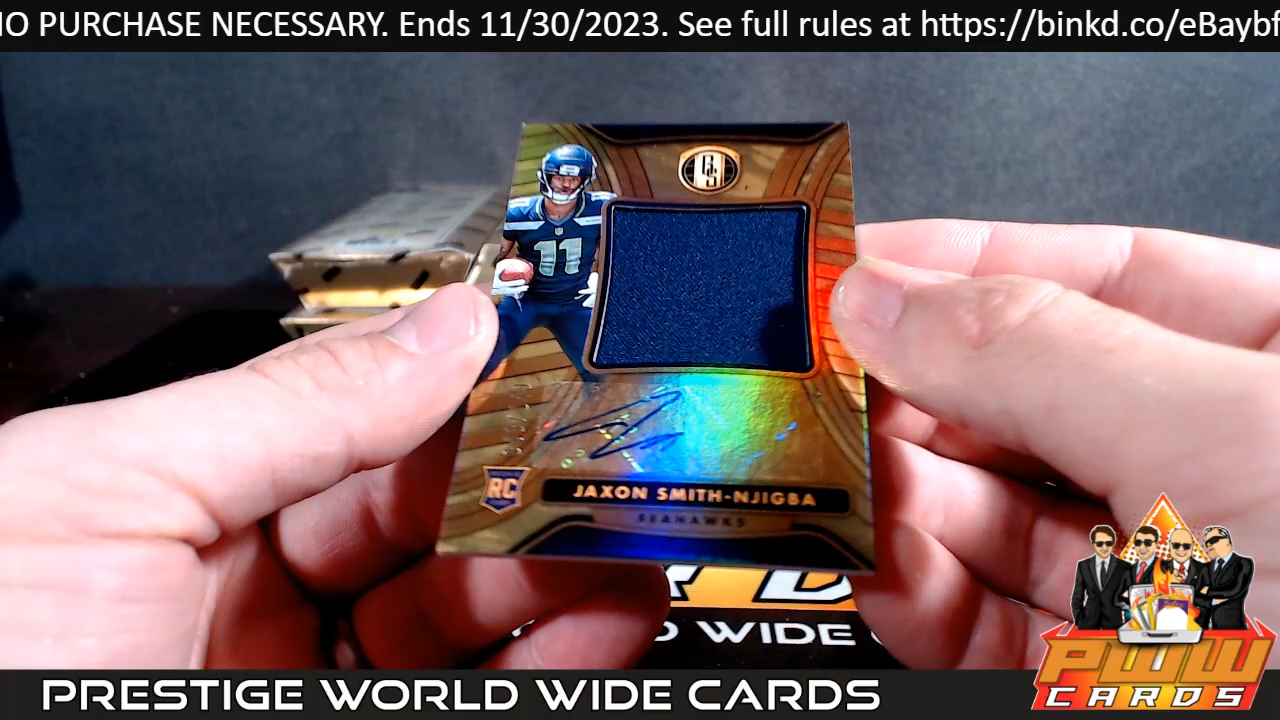 NO PURCHASE NECESSARY. Ends 11/30/2023. See full rules at https://binkd.co/eBaybf
GS
11
RC
JAXON SMITH-NJIGBA
SEAHAWKS
WIDE
PRESTIGE WORLD WIDE CARDS
PWW
CARDS